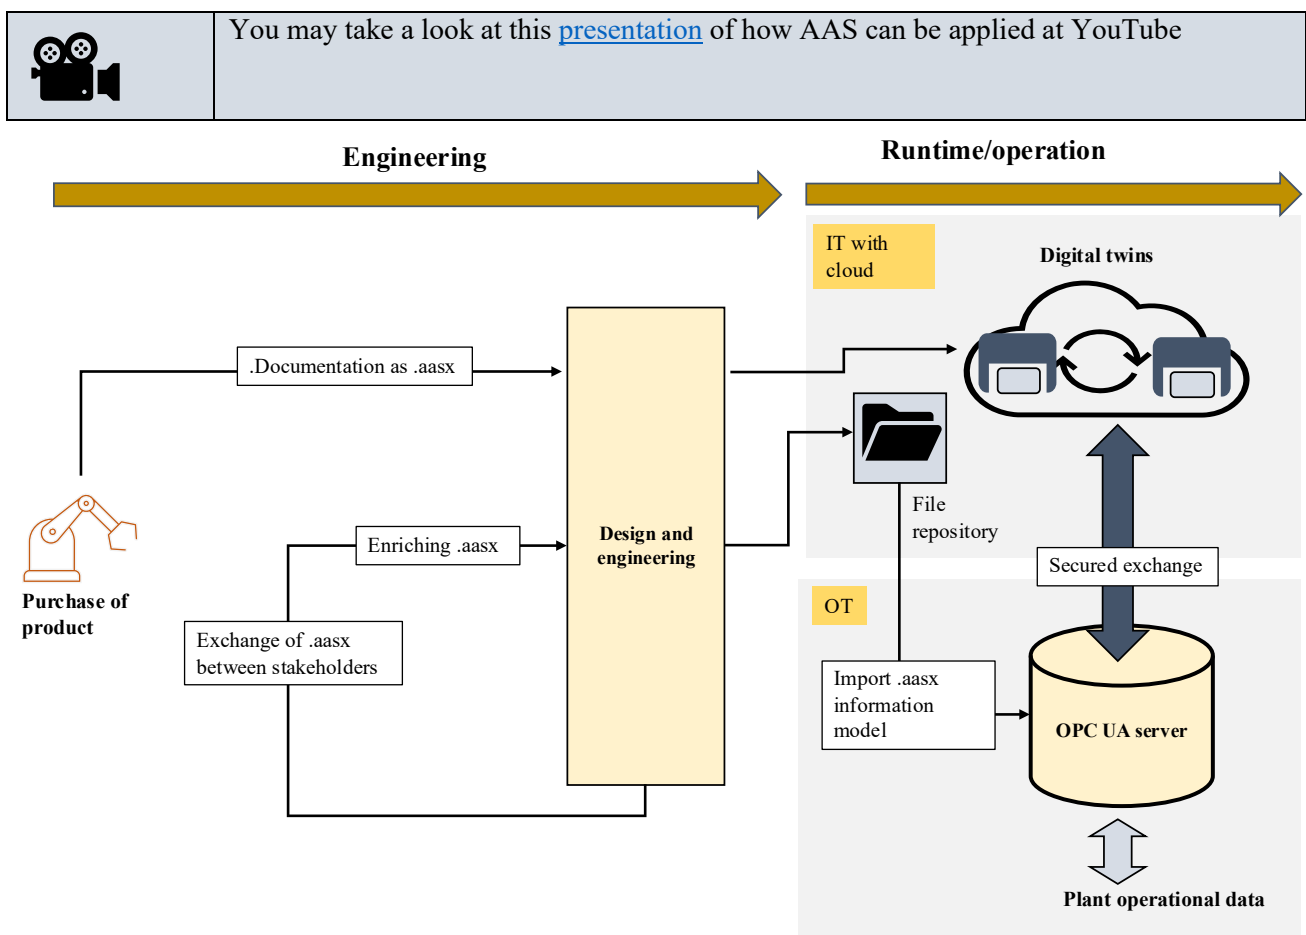 You may take a look at this presentation of how AAS can be applied at YouTube
Engineering
Runtime/operation
IT with
cloud
Digital twins
.Documentation as .aasx
File
repository
Design and
engineering
Enriching .aasx
Secured exchange
Purchase of
product
OT
Exchange of .aasx
between stakeholders
Import .aasx
information
model
OPC UA server
Plant operational data